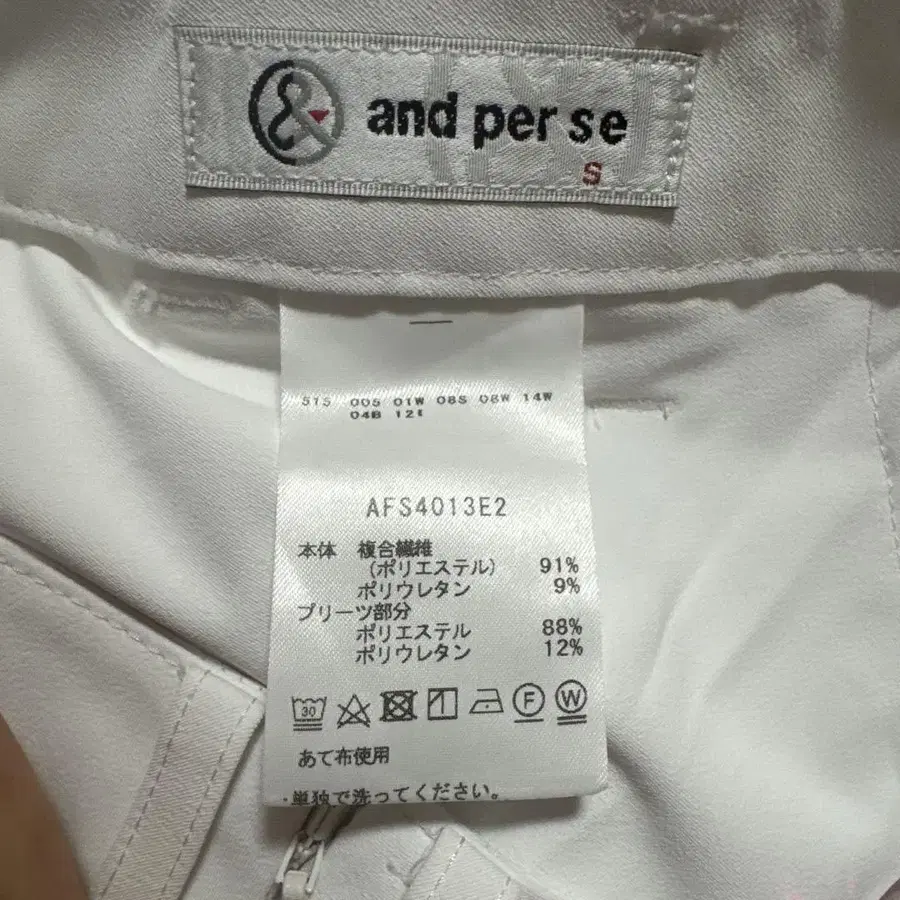 and per se
S
51S 00S 01W 08S 08W 14W
04B
AFS4013E2
本体 複合繊維
(ポリエステル) 91%
ポリウレタン 9%
プリーツ部分
ポリエステル 88%
ポリウレタン 12%
30 F W
あて布使用
・単独で洗ってください。